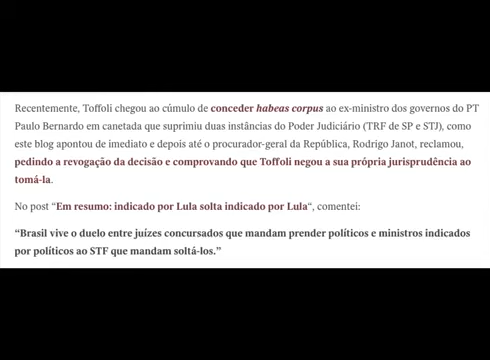 Recentemente, Toffoli chegou ao cúmulo de conceder habeas corpus ao ex-ministro dos governos do PT
Paulo Bernardo em canetada que suprimiu duas instâncias do Poder Judiciário (TRF de SP e STJ), como
este blog apontou de imediato e depois até o procurador-geral da República, Rodrigo Janot, reclamou,
pedindo a revogação da decisão e comprovando que Toffoli negou a sua própria jurisprudência ao
tomá-la.
No post “Em resumo: indicado por Lula solta indicado por Lula“, comentei:
“Brasil vive o duelo entre juízes concursados que mandam prender políticos e ministros indicados
por políticos ao STF que mandam soltá-los.”